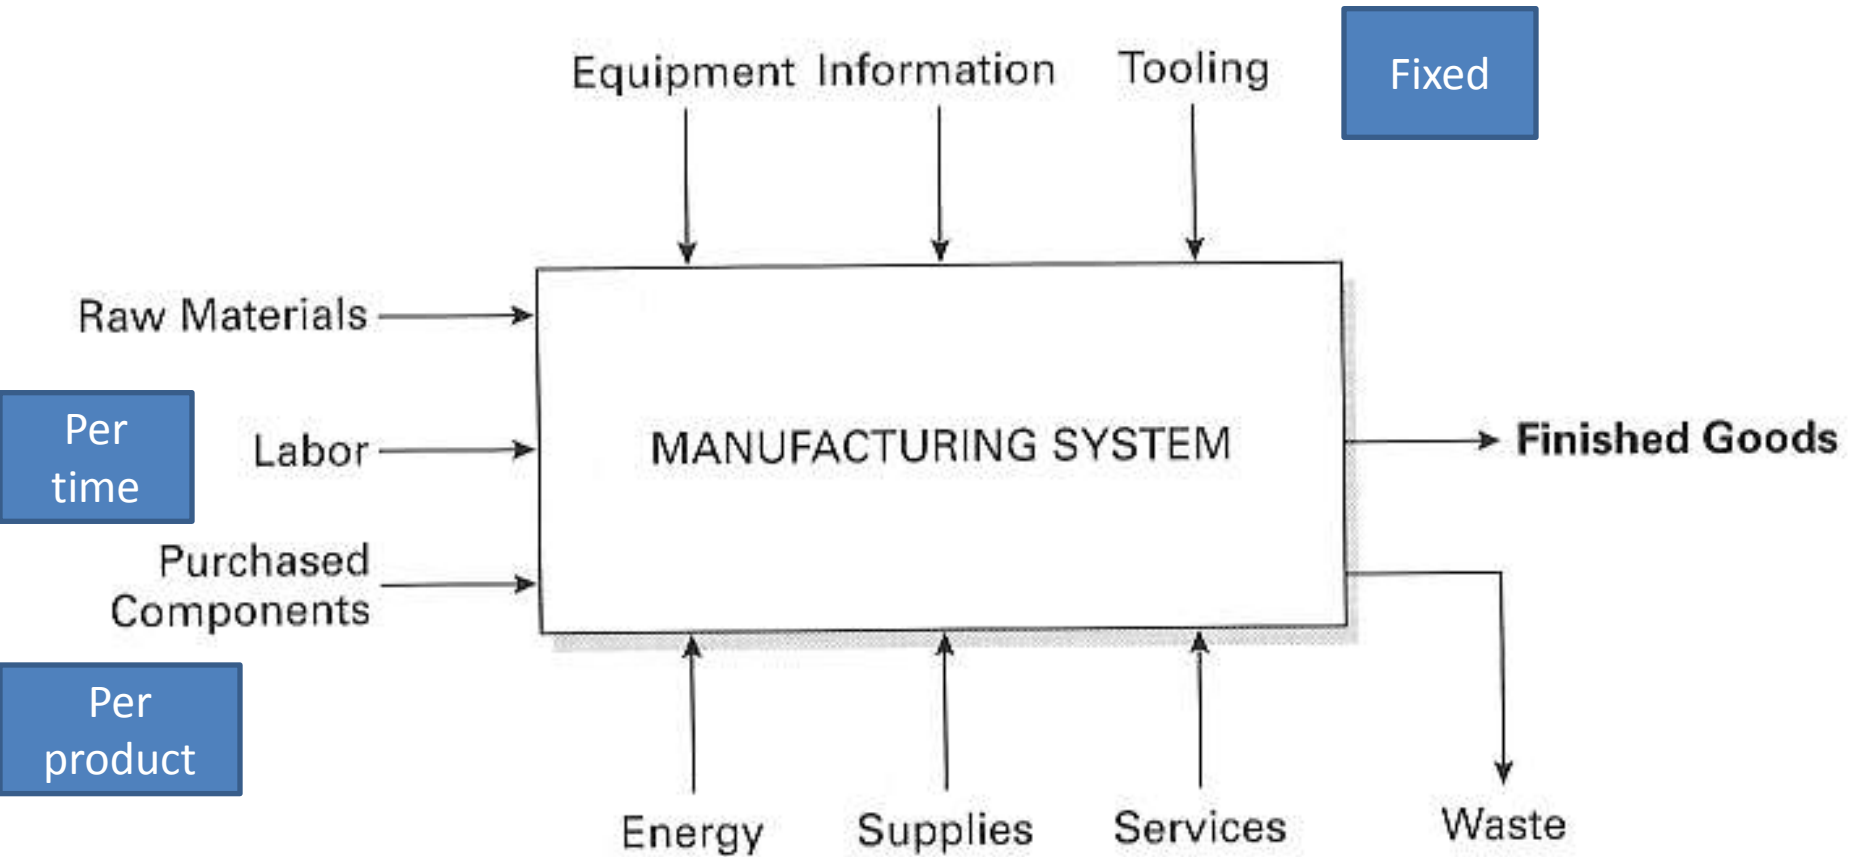 Equipment Information Tooling
Fixed
Raw Materials
Per
time
Labor
MANUFACTURING SYSTEM
Finished Goods
Purchased
Components
Per
product
Energy
Supplies
Services
Waste